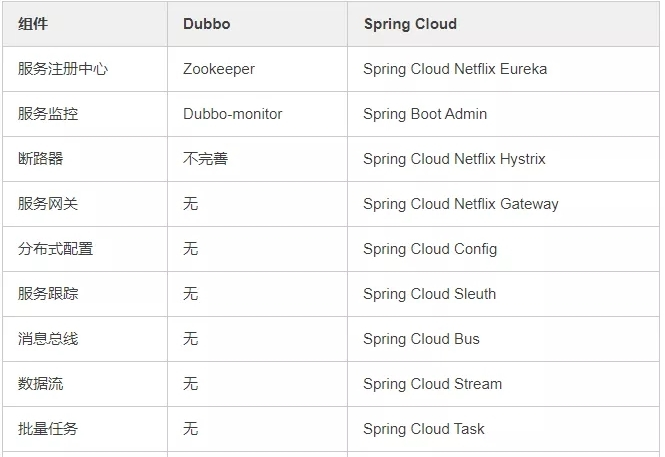 组件 Dubbo Spring Cloud
服务注册中心 Zookeeper Spring Cloud Netflix Eureka
服务监控 Dubbo-monitor Spring Boot Admin
断路器 不完善 Spring Cloud Netflix Hystrix
服务网关 无 Spring Cloud Netflix Gateway
分布式配置 无 Spring Cloud Config
服务跟踪 无 Spring Cloud Sleuth
消息总线 无 Spring Cloud Bus
数据流 无 Spring Cloud Stream
批量任务 无 Spring Cloud Task